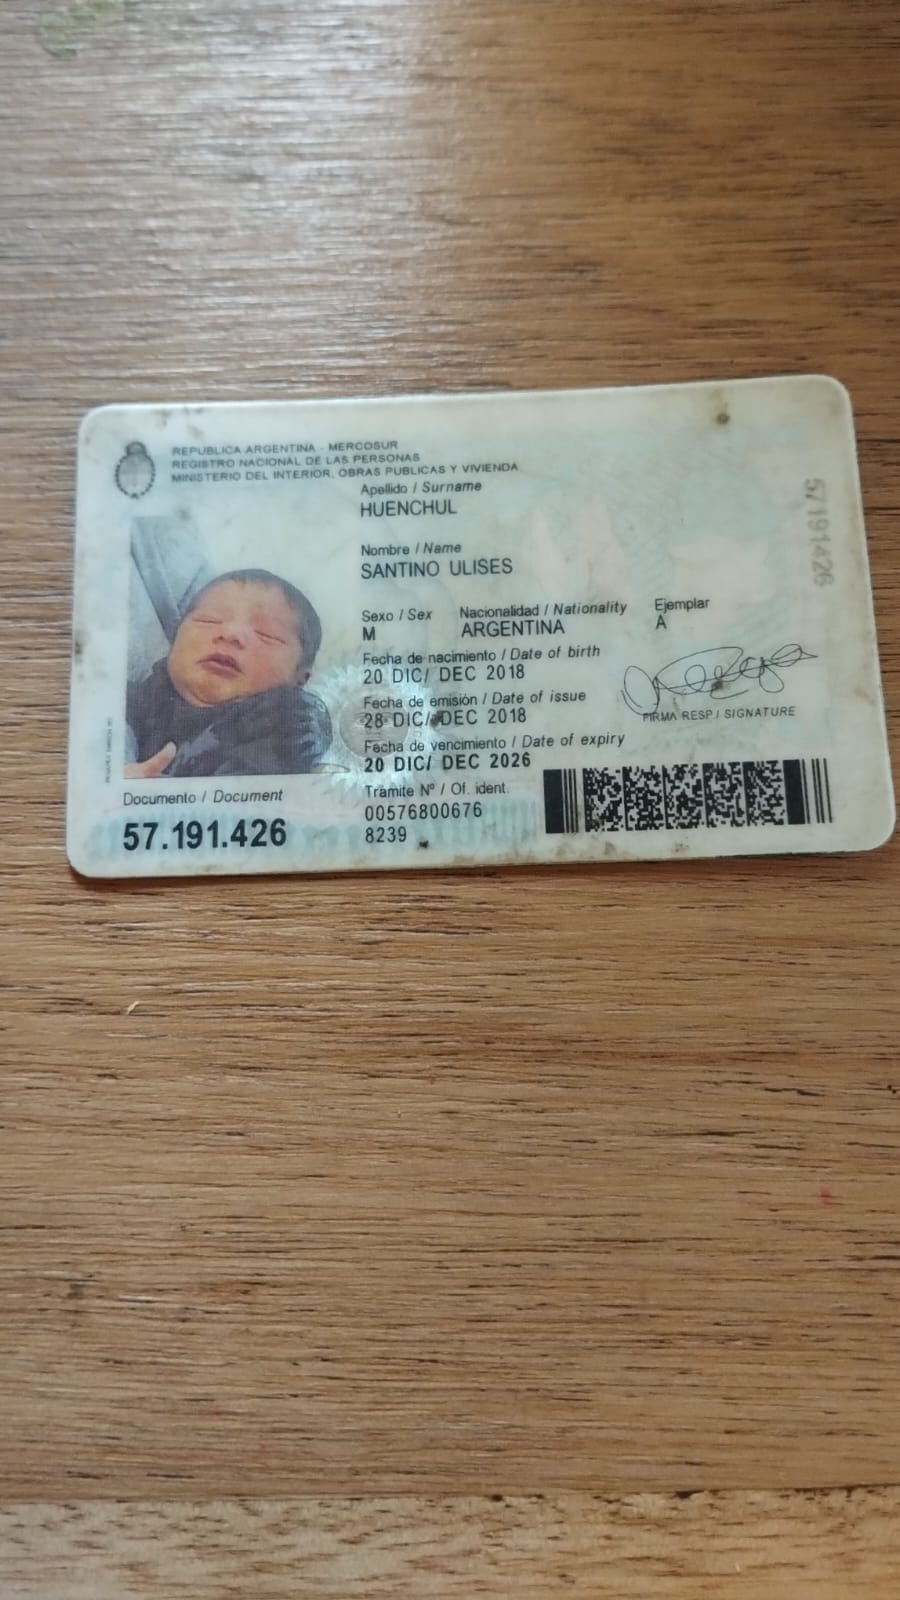 REPUBLICA ARGENTINA - MERCOSUR
REGISTRO NACIONAL DE LAS PERSONAS
MINISTERIO DEL INTERIOR, OBRAS PUBLICAS Y VIVIENDA
Apellido / Surname
HUENCHUL
Nombre / Name
SANTINO ULISES
Sexo / Sex Nacionalidad / Nationality Ejemplar
M ARGENTINA A
Fecha de nacimiento / Date of birth
20 DIC/ DEC 2018
Fecha de emisión / Date of issue
28 DIC/ DEC 2018
FIRMA RESP / SIGNATURE
Fecha de vencimiento / Date of expiry
20 DIC/ DEC 2026
Documento / Document
57.191.426
Trámite Nº / Of. ident.
00576800676
8239
57191426